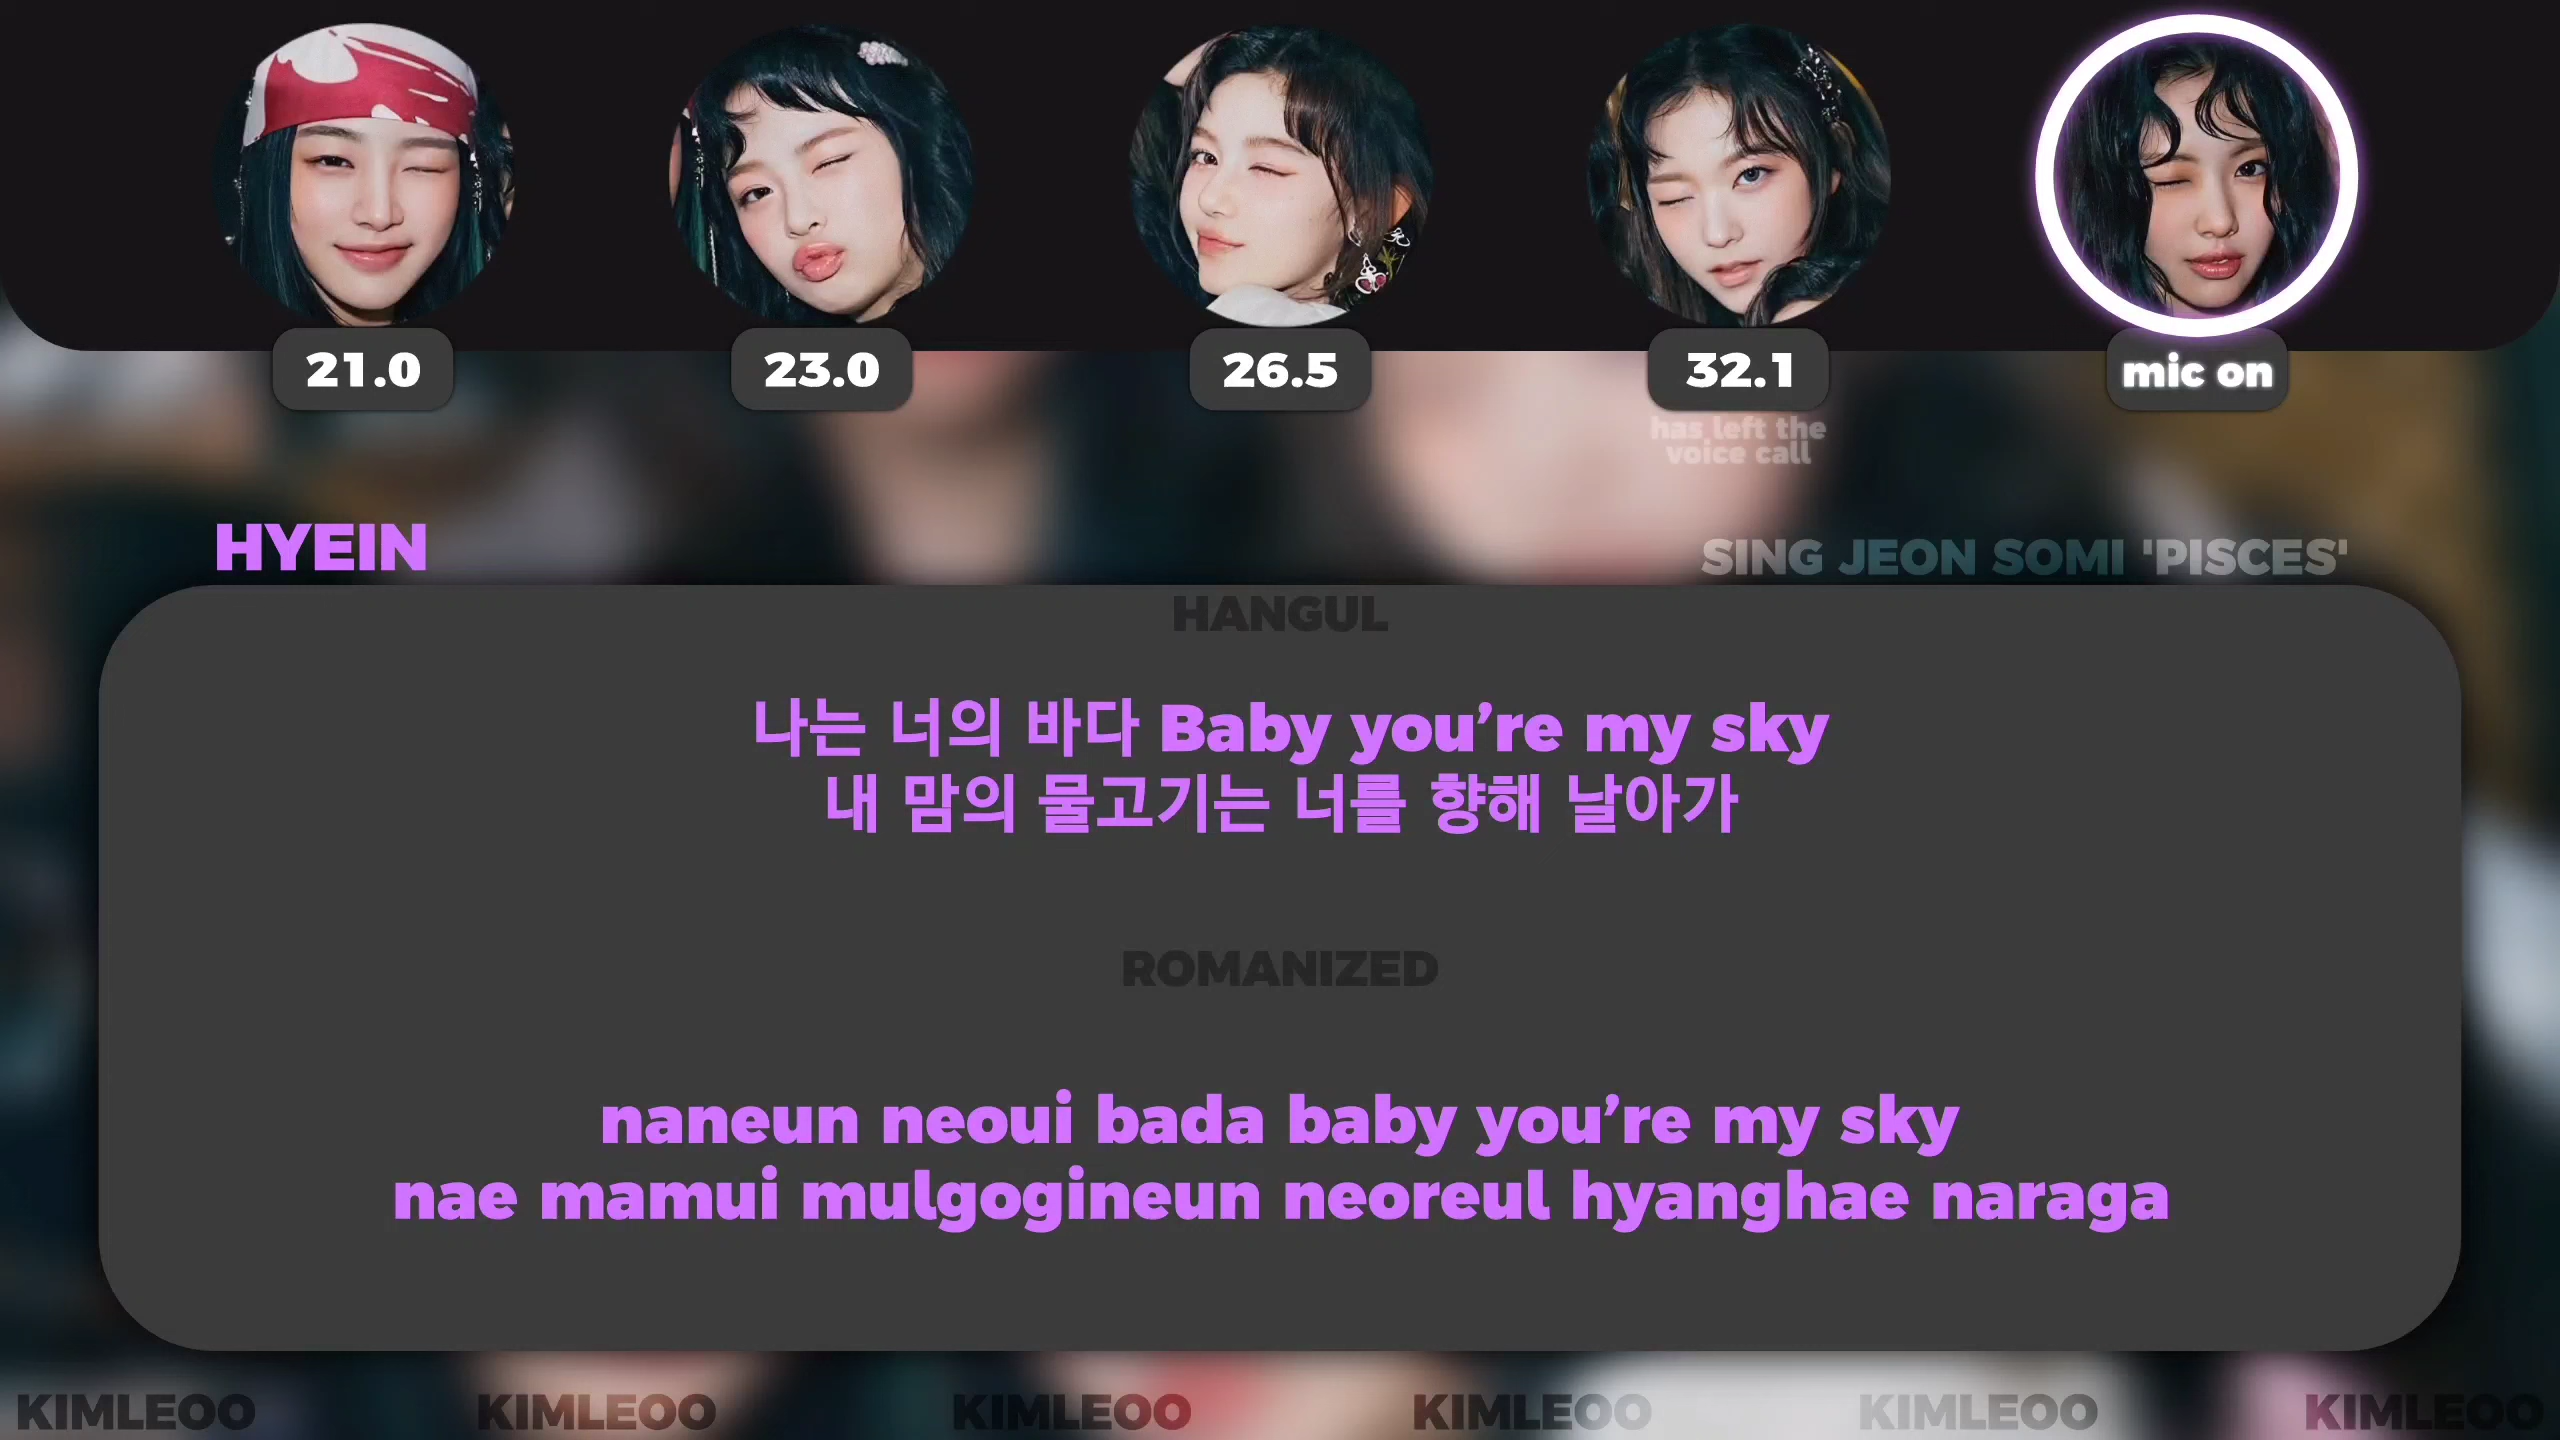 21.0
23.0
26.5
32.1
mic on
has left the
voice call
HYEIN
SING JEON SOMI 'PISCES'
HANGUL
나는 너의 바다 Baby you’re my sky
내 맘의 물고기는 너를 향해 날아가
ROMANIZED
naneun neoui bada baby you’re my sky
nae mamui mulgogineun neoreul hyanghae naraga
KIMLEOO KIMLEOO KIMLEOO KIMLEOO KIMLEOO KIMLEOO